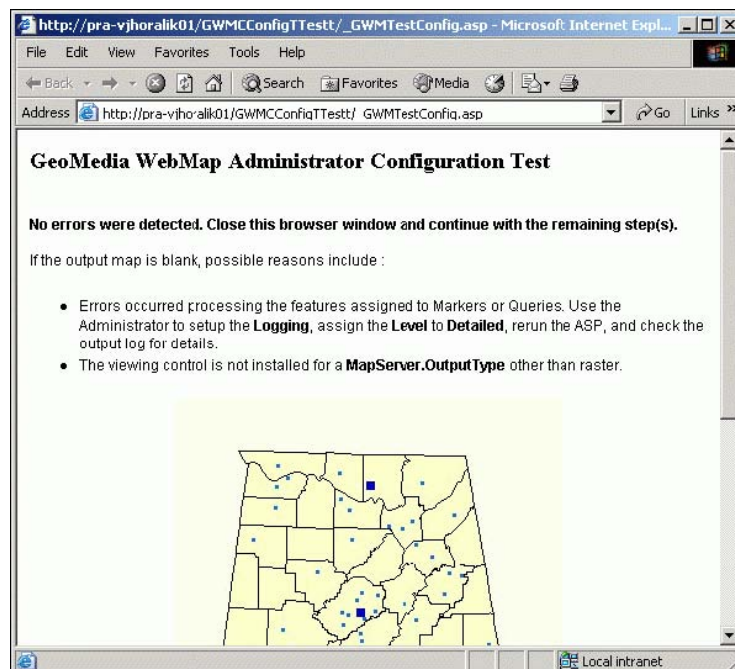 http://pra-vjhoralik01/GWMCConfigTTestt/_GWMTestConfig.asp - Microsoft Internet Expl...
File Edit View Favorites Tools Help
Back Search Favorites Media
Address http://pra-vjhoralik01/GWMCConfigTTestt/_GWMTestConfig.asp Go Links »
GeoMedia WebMap Administrator Configuration Test
No errors were detected. Close this browser window and continue with the remaining step(s).
If the output map is blank, possible reasons include :
• Errors occurred processing the features assigned to Markers or Queries. Use the
Administrator to setup the Logging, assign the Level to Detailed, rerun the ASP, and check the
output log for details.
• The viewing control is not installed for a MapServer.OutputType other than raster.
Local intranet